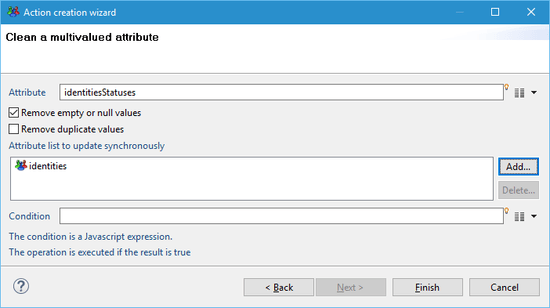 Action creation wizard
Clean a multivalued attribute
Attribute identitiesStatuses
Remove empty or null values
Remove duplicate values
Attribute list to update synchronously
identities
Add...
Delete...
Condition
The condition is a Javascript expression.
The operation is executed if the result is true
? < Back Next > Finish Cancel